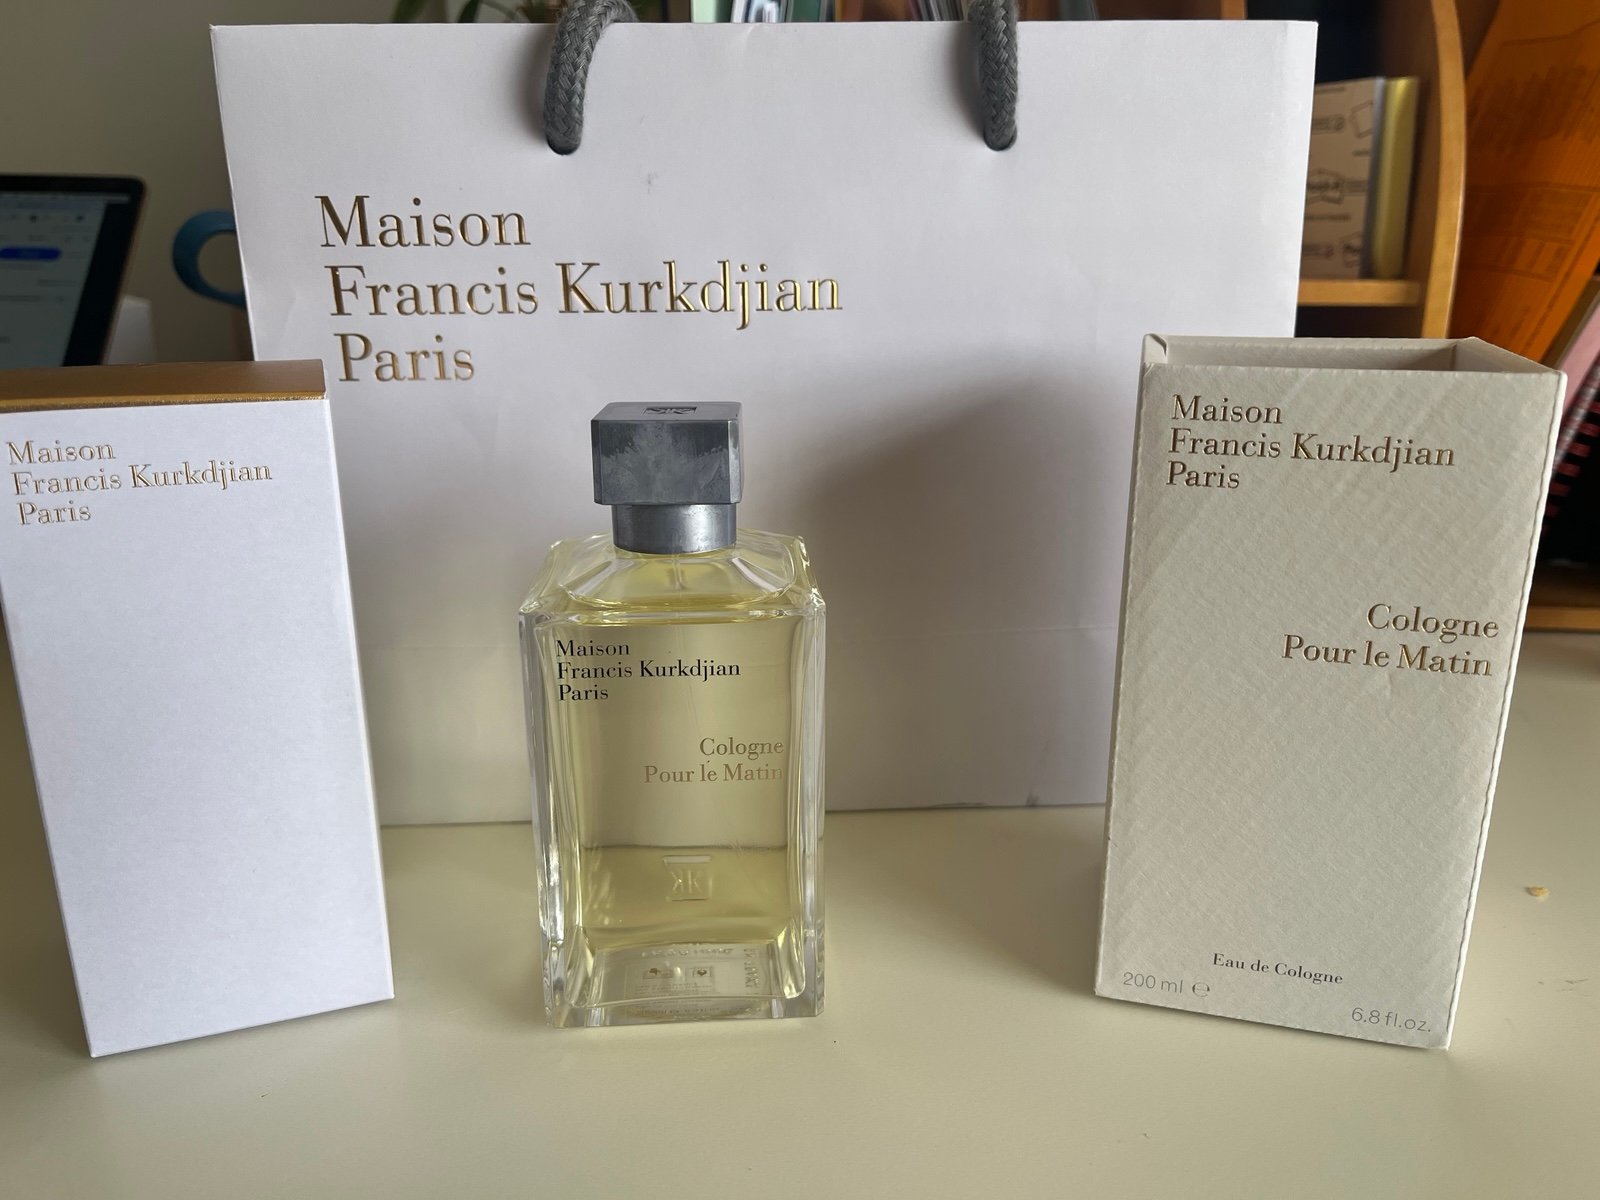 Maison
Francis Kurkdjian
Paris
Maison
Francis Kurkdjian
Paris
Maison
Francis Kurkdjian
Paris
Cologne
Pour le Matin
Maison
Francis Kurkdjian
Paris
Cologne
Pour le Matin
Eau de Cologne
200 ml ℮
6.8 fl.oz.